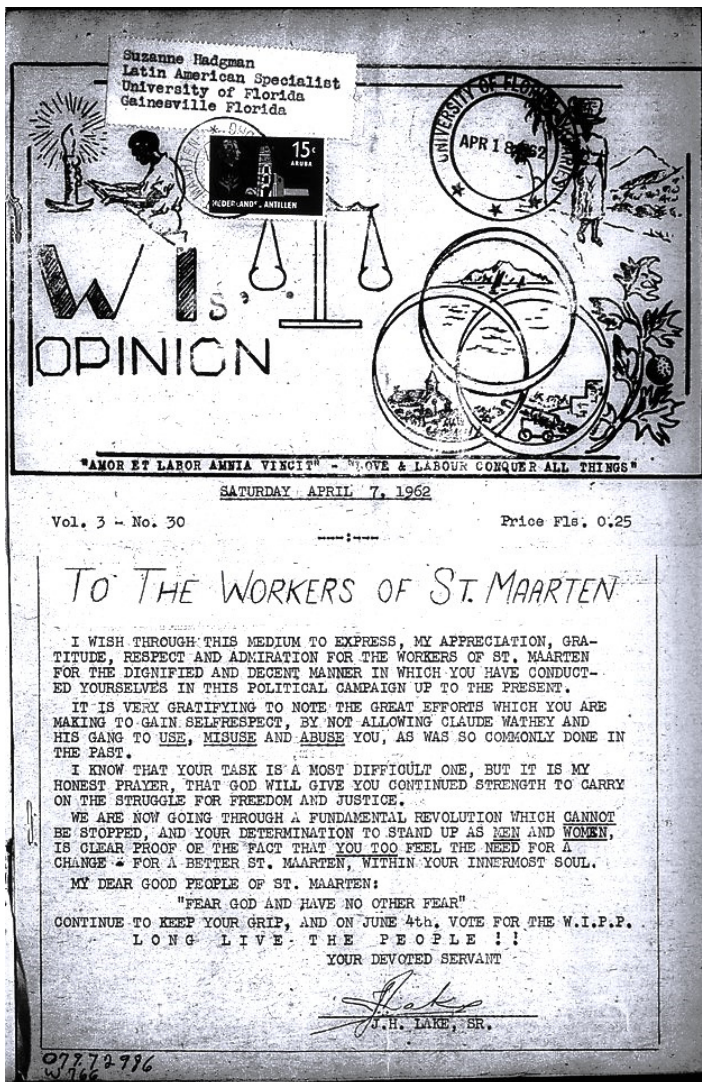 Suzanne Hadgman
Latin American Specialist
University of Florida
Gainesville Florida
UNIVERSITY OF FLORIDA
APR 18 1962
15c
ARUBA
NEDERLANDSE ANTILLEN
WIs'
OPINION
"AMOR ET LABOR AMNIA VINCIT" - "LOVE & LABOUR CONQUER ALL THINGS"
SATURDAY APRIL 7, 1962
Vol. 3 - No. 30
Price Fls. 0.25
---:---
TO THE WORKERS OF ST. MAARTEN
I WISH THROUGH THIS MEDIUM TO EXPRESS, MY APPRECIATION, GRA-
TITUDE, RESPECT AND ADMIRATION FOR THE WORKERS OF ST. MAARTEN
FOR THE DIGNIFIED AND DECENT MANNER IN WHICH YOU HAVE CONDUCT-
ED YOURSELVES IN THIS POLITICAL CAMPAIGN UP TO THE PRESENT.
IT IS VERY GRATIFYING TO NOTE THE GREAT EFFORTS WHICH YOU ARE
MAKING TO GAIN SELFRESPECT, BY NOT ALLOWING CLAUDE WATHEY AND
HIS GANG TO USE, MISUSE AND ABUSE YOU, AS WAS SO COMMONLY DONE IN
THE PAST.
I KNOW THAT YOUR TASK IS A MOST DIFFICULT ONE, BUT IT IS MY
HONEST PRAYER, THAT GOD WILL GIVE YOU CONTINUED STRENGTH TO CARRY
ON THE STRUGGLE FOR FREEDOM AND JUSTICE.
WE ARE NOW GOING THROUGH A FUNDAMENTAL REVOLUTION WHICH CANNOT
BE STOPPED, AND YOUR DETERMINATION TO STAND UP AS MEN AND WOMEN,
IS CLEAR PROOF OF THE FACT THAT YOU TOO FEEL THE NEED FOR A
CHANGE - FOR A BETTER ST. MAARTEN, WITHIN YOUR INNERMOST SOUL.
MY DEAR GOOD PEOPLE OF ST. MAARTEN:
"FEAR GOD AND HAVE NO OTHER FEAR"
CONTINUE TO KEEP YOUR GRIP, AND ON JUNE 4th. VOTE FOR THE W.I.P.P.
LONG LIVE THE PEOPLE !!
YOUR DEVOTED SERVANT
J.H. LAKE, SR.
07972996
W 766